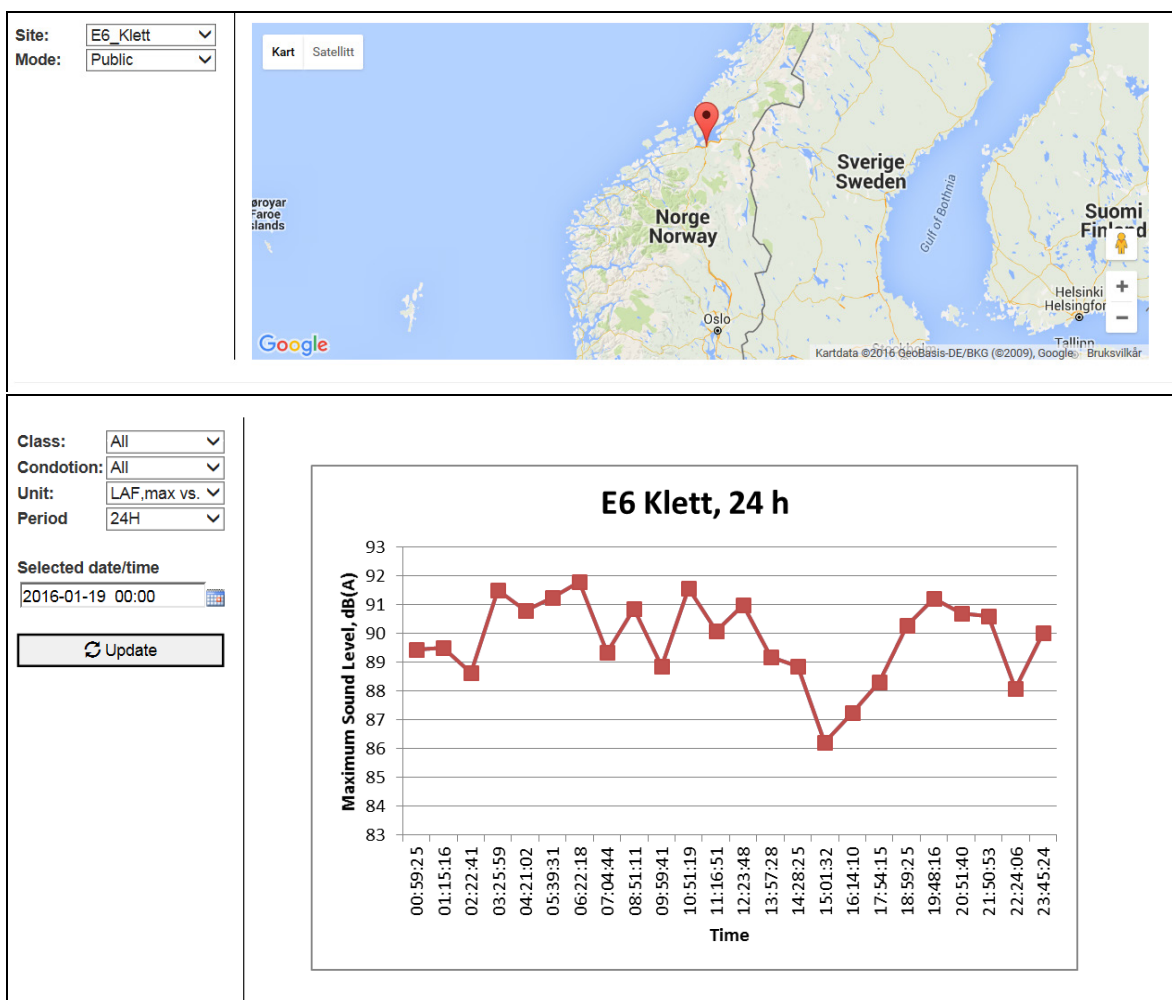 Site: E6_Klett
Mode: Public
Kart Satellitt
Sverige
Sweden
Norge
Norway
Suomi
Finland
Gulf of Bothnia
Faroe
Helsinki
Oslo
Tallinn
Google
Kartdata ©2016 GeoBasis-DE/BKG (©2009), Google
Bruksvilkår
Class: All
Condotion: All
Unit: LAF,max vs.
Period 24H
Selected date/time
2016-01-19 00:00
Update
E6 Klett, 24 h
Maximum Sound Level, dB(A)
93
92
91
90
89
88
87
86
85
84
83
00:59:25
01:15:16
02:22:41
03:25:59
04:21:02
05:39:31
06:22:18
07:04:44
08:51:11
09:59:41
10:51:19
11:16:51
12:23:48
13:57:28
14:28:25
15:01:32
16:14:10
17:54:15
18:59:25
19:48:16
20:51:40
21:50:53
22:24:06
23:45:24
Time